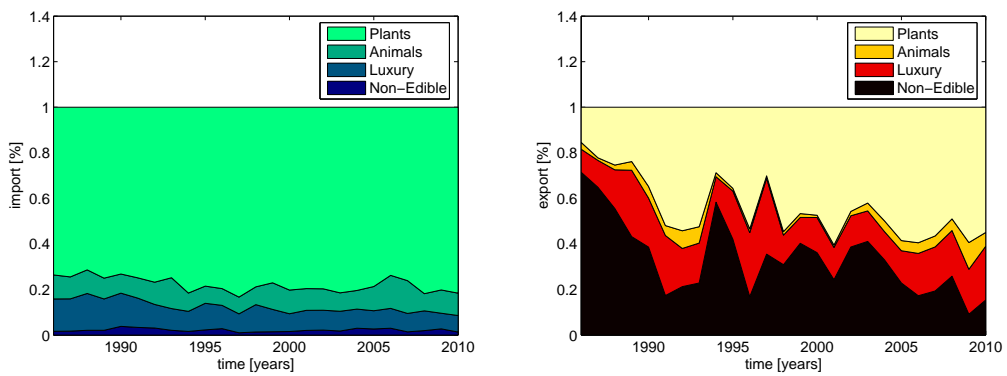 1.4
1.2
1
0.8
0.6
0.4
0.2
0
import [%]
Plants
Animals
Luxury
Non−Edible
1990 1995 2000 2005 2010
time [years]
1.4
1.2
1
0.8
0.6
0.4
0.2
0
export [%]
Plants
Animals
Luxury
Non−Edible
1990 1995 2000 2005 2010
time [years]